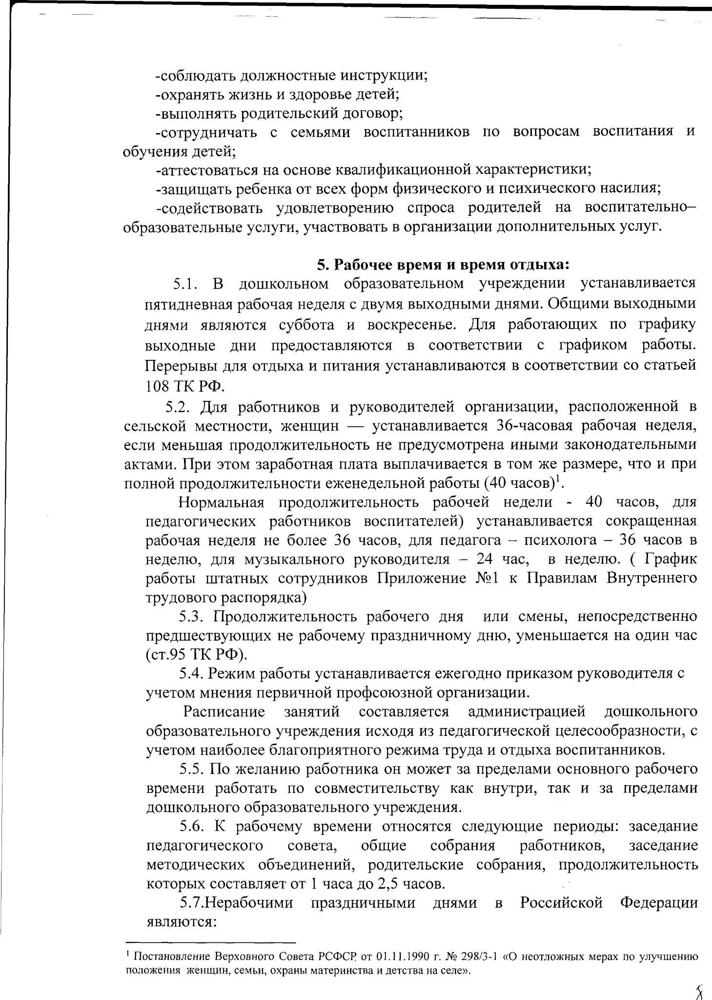 -соблюдать должностные инструкции;
-охранять жизнь и здоровье детей;
-выполнять родительский договор;
-сотрудничать с семьями воспитанников по вопросам воспитания и
обучения детей;
-аттестоваться на основе квалификационной характеристики;
-защищать ребенка от всех форм физического и психического насилия;
-содействовать удовлетворению спроса родителей на воспитательно–
образовательные услуги, участвовать в организации дополнительных услуг.
5. Рабочее время и время отдыха:
5.1. В дошкольном образовательном учреждении устанавливается
пятидневная рабочая неделя с двумя выходными днями. Общими выходными
днями являются суббота и воскресенье. Для работающих по графику
выходные дни предоставляются в соответствии с графиком работы.
Перерывы для отдыха и питания устанавливаются в соответствии со статьей
108 ТК РФ.
5.2. Для работников и руководителей организации, расположенной в
сельской местности, женщин — устанавливается 36-часовая рабочая неделя,
если меньшая продолжительность не предусмотрена иными законодательными
актами. При этом заработная плата выплачивается в том же размере, что и при
полной продолжительности еженедельной работы (40 часов)¹.
Нормальная продолжительность рабочей недели - 40 часов, для
педагогических работников воспитателей) устанавливается сокращенная
рабочая неделя не более 36 часов, для педагога – психолога – 36 часов в
неделю, для музыкального руководителя – 24 час, в неделю. ( График
работы штатных сотрудников Приложение №1 к Правилам Внутреннего
трудового распорядка)
5.3. Продолжительность рабочего дня или смены, непосредственно
предшествующих не рабочему праздничному дню, уменьшается на один час
(ст.95 ТК РФ).
5.4. Режим работы устанавливается ежегодно приказом руководителя с
учетом мнения первичной профсоюзной организации.
Расписание занятий составляется администрацией дошкольного
образовательного учреждения исходя из педагогической целесообразности, с
учетом наиболее благоприятного режима труда и отдыха воспитанников.
5.5. По желанию работника он может за пределами основного рабочего
времени работать по совместительству как внутри, так и за пределами
дошкольного образовательного учреждения.
5.6. К рабочему времени относятся следующие периоды: заседание
педагогического совета, общие собрания работников, заседание
методических объединений, родительские собрания, продолжительность
которых составляет от 1 часа до 2,5 часов.
5.7.Нерабочими праздничными днями в Российской Федерации
являются:
¹ Постановление Верховного Совета РСФСР, от 01.11.1990 г. № 298/3-1 «О неотложных мерах по улучшению
положения женщин, семьи, охраны материнства и детства на селе».
8